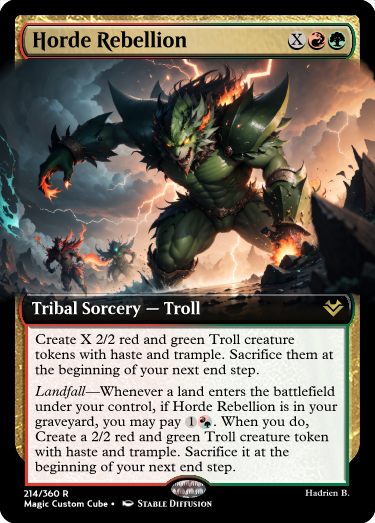 Horde Rebellion X
Tribal Sorcery — Troll
Create X 2/2 red and green Troll creature
tokens with haste and trample. Sacrifice them at
the beginning of your next end step.
Landfall—Whenever a land enters the battlefield
under your control, if Horde Rebellion is in your
graveyard, you may pay 1. When you do,
Create a 2/2 red and green Troll creature token
with haste and trample. Sacrifice it at the
beginning of your next end step.
214/360 R
Magic Custom Cube • Stable Diffusion
Hadrien B.